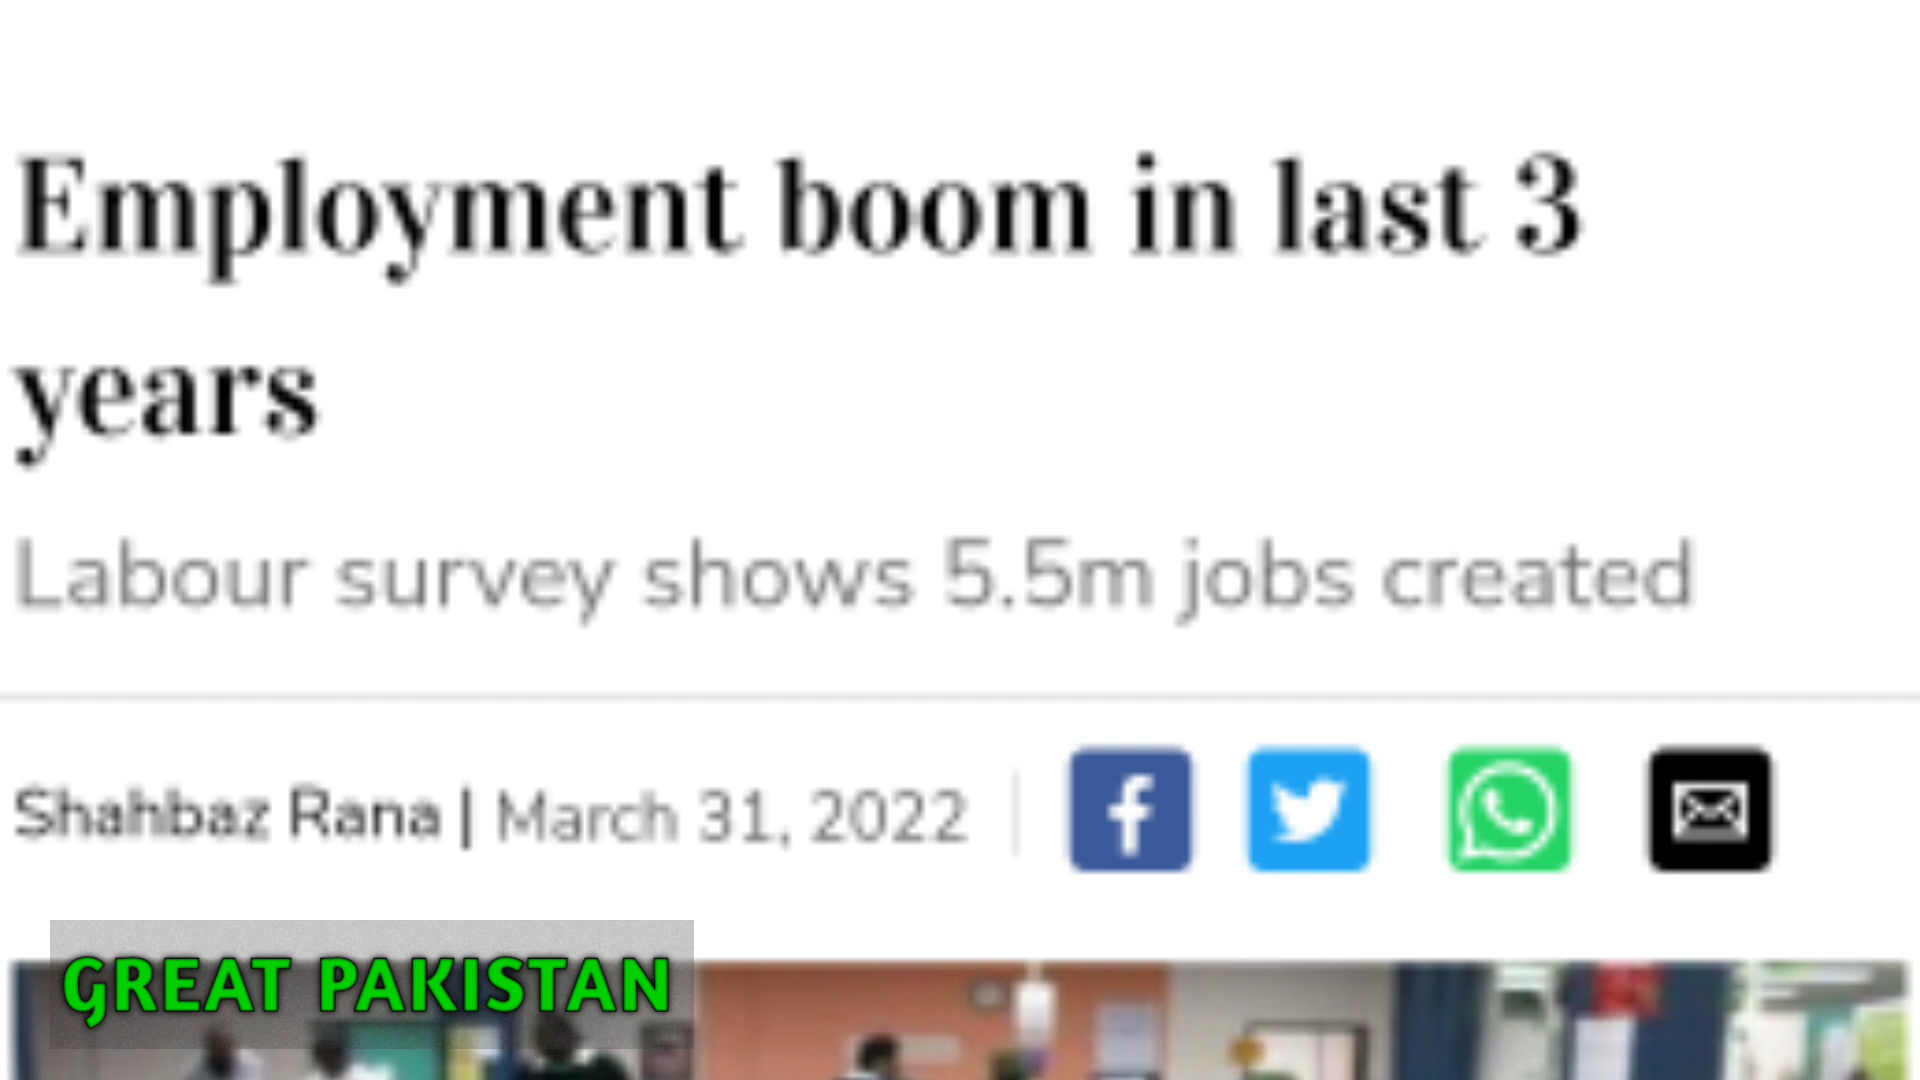 Employment boom in last 3
years
Labour survey shows 5.5m jobs created
Shahbaz Rana | March 31, 2022
GREAT PAKISTAN